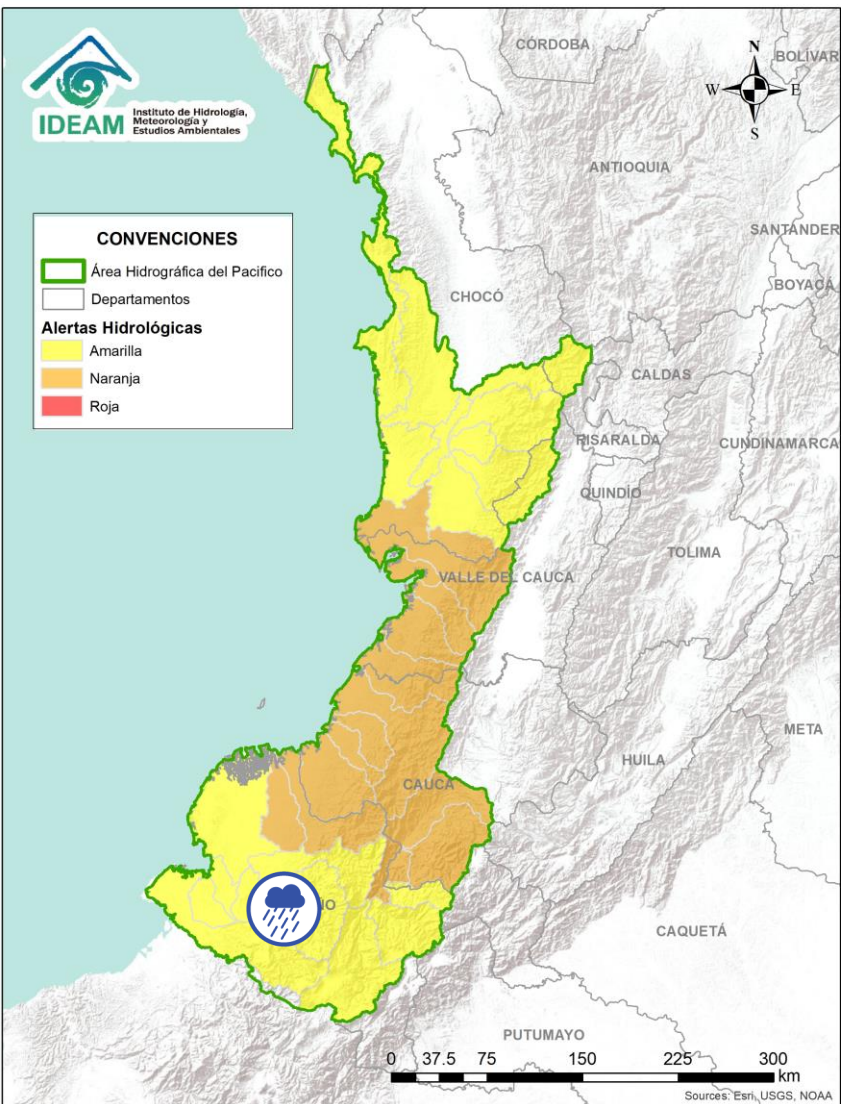 CÓRDOBA
BOLÍVAR
N
W E
S
IDEAM
Instituto de Hidrología,
Meteorología y
Estudios Ambientales
ANTIOQUIA
SANTANDER
BOYACÁ
CONVENCIONES
Área Hidrográfica del Pacifico
Departamentos
Alertas Hidrológicas
Amarilla
Naranja
Roja
CHOCÓ
CALDAS
RISARALDA
CUNDINAMARCA
QUINDÍO
TOLIMA
VALLE DEL CAUCA
META
HUILA
CAUCA
CAQUETÁ
PUTUMAYO
0 37.5 75 150 225 300
km
Sources: Esri, USGS, NOAA